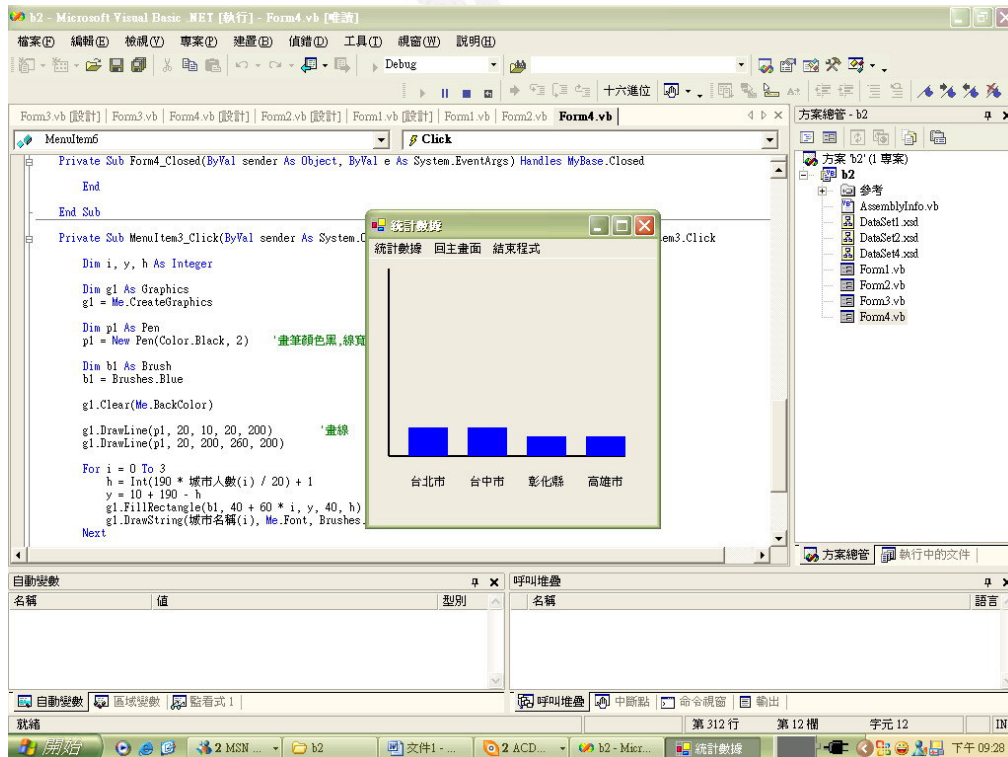 b2 - Microsoft Visual Basic .NET [執行] - Form4.vb [唯讀]
檔案(F) 編輯(E) 檢視(V) 專案(P) 建置(B) 偵錯(D) 工具(T) 視窗(W) 說明(H)
Debug
十六進位
Form3.vb [設計] Form3.vb Form4.vb [設計] Form2.vb [設計] Form1.vb [設計] Form1.vb Form2.vb Form4.vb
方案總管 - b2
MenuItem6 Click
Private Sub Form4_Closed(ByVal sender As Object, ByVal e As System.EventArgs) Handles MyBase.Closed
End
End Sub
Private Sub MenuItem3_Click(ByVal sender As System.O
em3.Click
Dim i, y, h As Integer
Dim g1 As Graphics
g1 = Me.CreateGraphics
Dim p1 As Pen
p1 = New Pen(Color.Black, 2) '畫筆顏色黑,線寬
Dim b1 As Brush
b1 = Brushes.Blue
g1.Clear(Me.BackColor)
g1.DrawLine(p1, 20, 10, 20, 200) '畫線
g1.DrawLine(p1, 20, 200, 260, 200)
For i = 0 To 3
h = Int(190 * 城市人數(i) / 20) + 1
y = 10 + 190 - h
g1.FillRectangle(b1, 40 + 60 * i, y, 40, h)
g1.DrawString(城市名稱(i), Me.Font, Brushes.
Next
統計數據
統計數據 回主畫面 結束程式
台北市 台中市 彰化縣 高雄市
方案 'b2' (1 專案)
b2
參考
AssemblyInfo.vb
DataSet1.xsd
DataSet2.xsd
DataSet4.xsd
Form1.vb
Form2.vb
Form3.vb
Form4.vb
方案總管 執行中的文件
自動變數
名稱 值 型別
呼叫堆疊
名稱 語言
自動變數 區域變數 監看式 1
呼叫堆疊 中斷點 命令視窗 輸出
就緒 第 312 行 第 12 欄 字元 12 IN
開始 2 MSN ... b2 文件1 - ... 2 ACD... b2 - Micr... 統計數據 下午 09:28